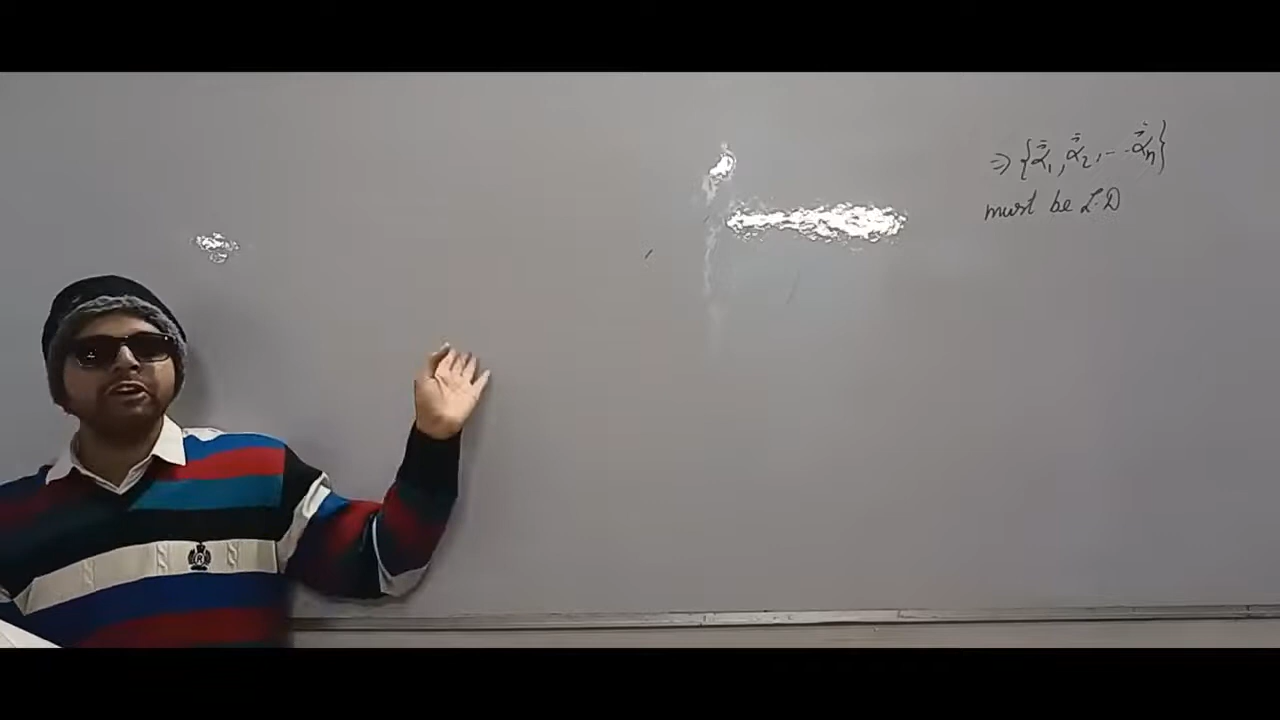 ⇒ {ᾱ̄₁, ᾱ̄₂, -- ᾱ̄ₙ}
must be L.D